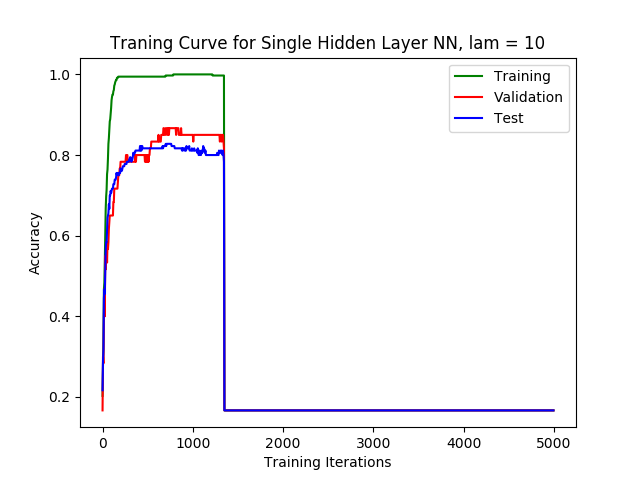 Traning Curve for Single Hidden Layer NN, lam = 10
Training
Validation
Test
1.0
0.8
0.6
0.4
0.2
Accuracy
0 1000 2000 3000 4000 5000
Training Iterations